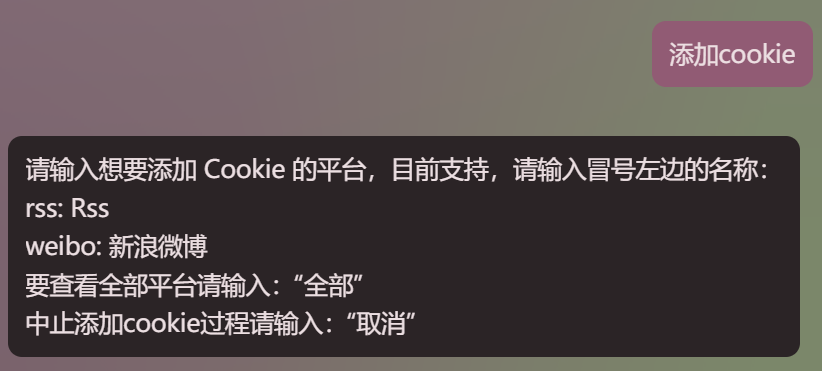 添加cookie
请输入想要添加 Cookie 的平台，目前支持，请输入冒号左边的名称：
rss: Rss
weibo: 新浪微博
要查看全部平台请输入：“全部”
中止添加cookie过程请输入：“取消”